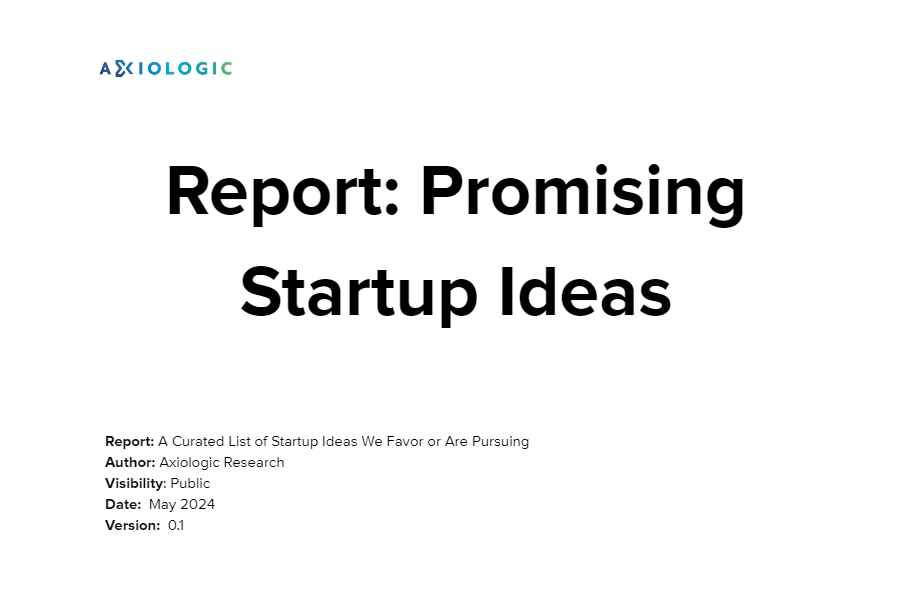 AXIOLOGIC
Report: Promising
Startup Ideas
Report: A Curated List of Startup Ideas We Favor or Are Pursuing
Author: Axiologic Research
Visibility: Public
Date: May 2024
Version: 0.1